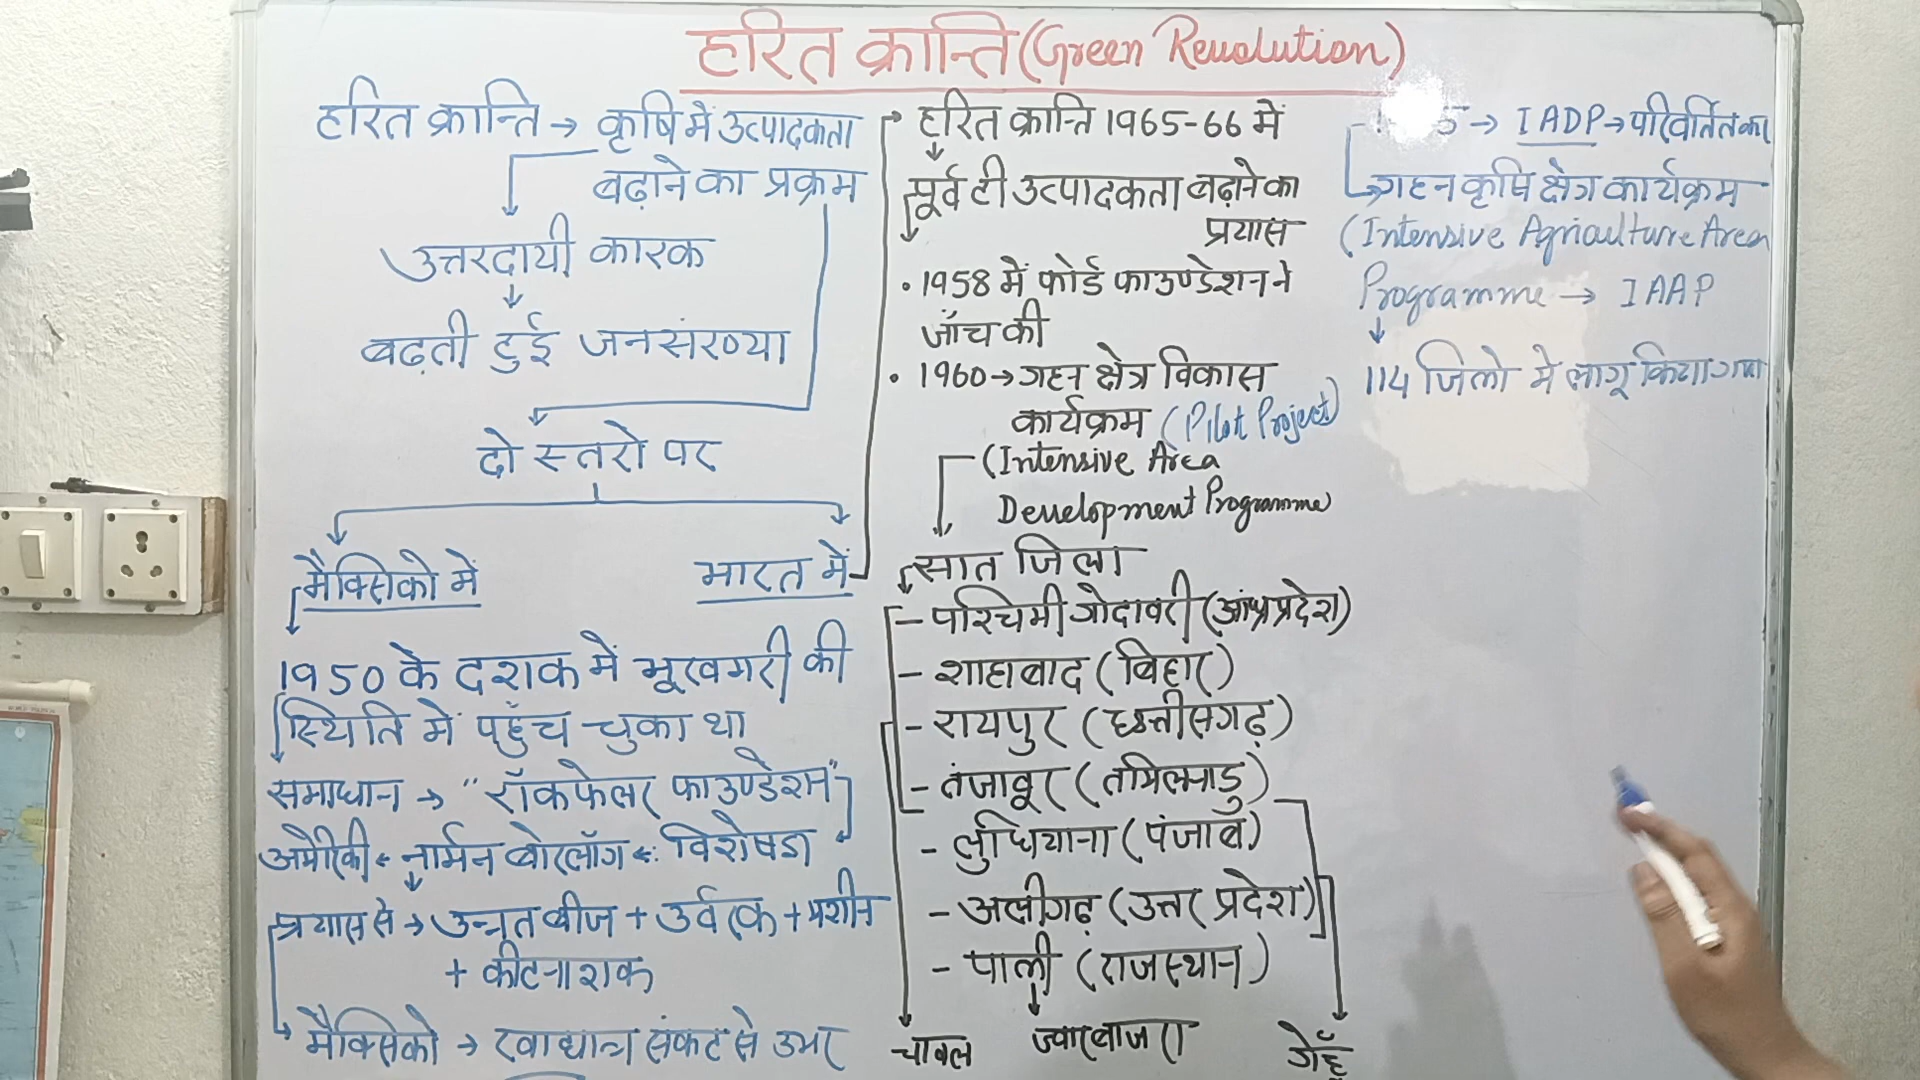 हरित क्रान्ति (Green Revolution)
हरित क्रान्ति → कृषि में उत्पादकता
बढ़ाने का प्रक्रम
उत्तरदायी कारक
बढ़ती हुई जनसंख्या
दो स्तरो पर
मैक्सिको में
भारत में
1950 के दशक में भूखमरी की
स्थिति में पहुँच चुका था
समाधान → "रॉकफेलर फाउण्डेशन"
अमेरिकी ← नार्मन बोरलॉग ← विशेषज्ञ
प्रयास से → उन्नत बीज + उर्वरक + मशीन
+ कीटनाशक
मैक्सिको → खाद्यान्न संकट से उभर
हरित क्रान्ति 1965-66 में
पूर्व ही उत्पादकता बढ़ाने का
प्रयास
• 1958 में फोर्ड फाउण्डेशन ने
जाँच की
• 1960 → गहन क्षेत्र विकास
कार्यक्रम (Pilot Project)
(Intensive Area
Development Programme
सात जिला
- पश्चिमी गोदावरी (आंध्रप्रदेश)
- शाहाबाद (बिहार)
- रायपुर (छत्तीसगढ़)
- तंजावूर (तमिलनाडु)
- लुधियाना (पंजाब)
- अलीगढ़ (उत्तर प्रदेश)
- पाली (राजस्थान)
चावल ज्वार बाजरा गेहूँ
5 → IADP → परिवर्तित कर
गहन कृषि क्षेत्र कार्यक्रम
(Intensive Agriculture Area
Programme → IAAP
114 जिलो में लागू किया गया